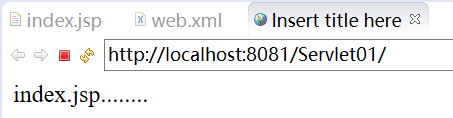 index.jsp web.xml Insert title here
http://localhost:8081/Servlet01/
index.jsp........